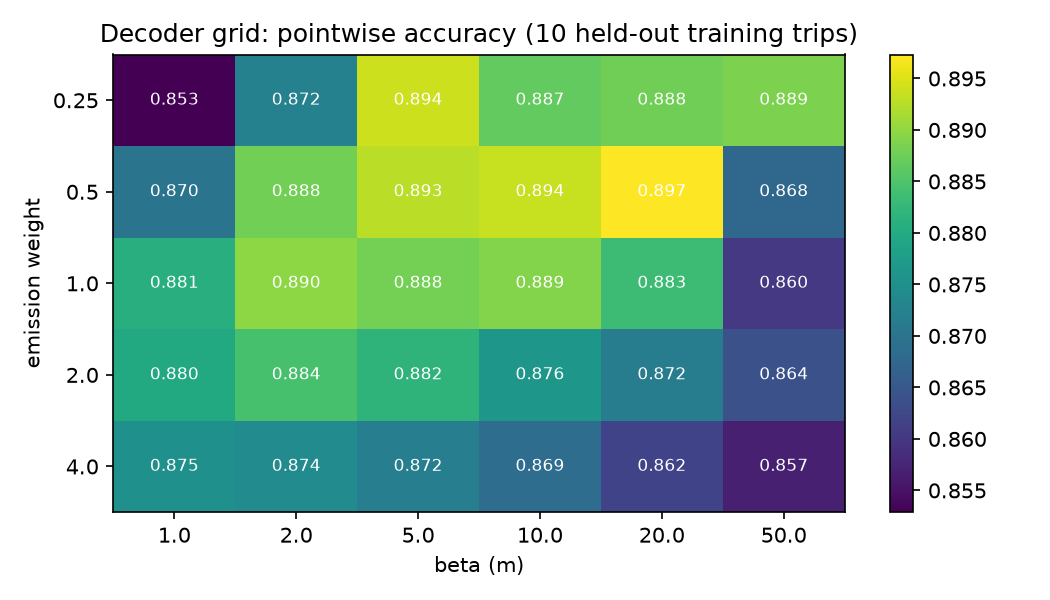 Decoder grid: pointwise accuracy (10 held-out training trips)
emission weight
0.25 0.853 0.872 0.894 0.887 0.888 0.889
0.5 0.870 0.888 0.893 0.894 0.897 0.868
1.0 0.881 0.890 0.888 0.889 0.883 0.860
2.0 0.880 0.884 0.882 0.876 0.872 0.864
4.0 0.875 0.874 0.872 0.869 0.862 0.857
1.0 2.0 5.0 10.0 20.0 50.0
beta (m)
0.895
0.890
0.885
0.880
0.875
0.870
0.865
0.860
0.855